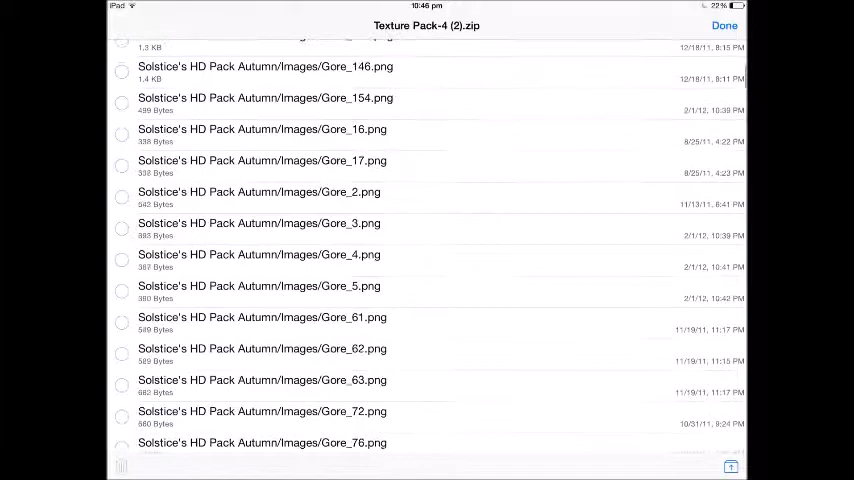 iPad 10:46 pm 22%
Texture Pack-4 (2).zip Done
1.3 KB 12/18/11, 8:15 PM
Solstice's HD Pack Autumn/Images/Gore_146.png
1.4 KB 12/18/11, 8:11 PM
Solstice's HD Pack Autumn/Images/Gore_154.png
499 Bytes 2/1/12, 10:39 PM
Solstice's HD Pack Autumn/Images/Gore_16.png
338 Bytes 8/25/11, 4:22 PM
Solstice's HD Pack Autumn/Images/Gore_17.png
538 Bytes 8/25/11, 4:23 PM
Solstice's HD Pack Autumn/Images/Gore_2.png
542 Bytes 11/13/11, 8:41 PM
Solstice's HD Pack Autumn/Images/Gore_3.png
393 Bytes 2/1/12, 10:39 PM
Solstice's HD Pack Autumn/Images/Gore_4.png
387 Bytes 2/1/12, 10:41 PM
Solstice's HD Pack Autumn/Images/Gore_5.png
380 Bytes 2/1/12, 10:42 PM
Solstice's HD Pack Autumn/Images/Gore_61.png
589 Bytes 11/19/11, 11:17 PM
Solstice's HD Pack Autumn/Images/Gore_62.png
589 Bytes 11/19/11, 11:15 PM
Solstice's HD Pack Autumn/Images/Gore_63.png
682 Bytes 11/19/11, 11:17 PM
Solstice's HD Pack Autumn/Images/Gore_72.png
660 Bytes 10/31/11, 9:24 PM
Solstice's HD Pack Autumn/Images/Gore_76.png